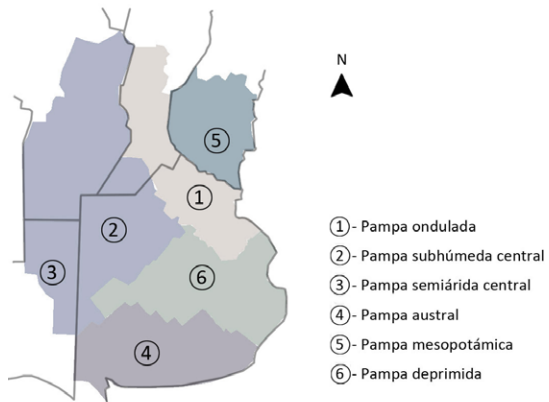 N
5
1
2
3
6
4
1 - Pampa ondulada
2 - Pampa subhúmeda central
3 - Pampa semiárida central
4 - Pampa austral
5 - Pampa mesopotámica
6 - Pampa deprimida